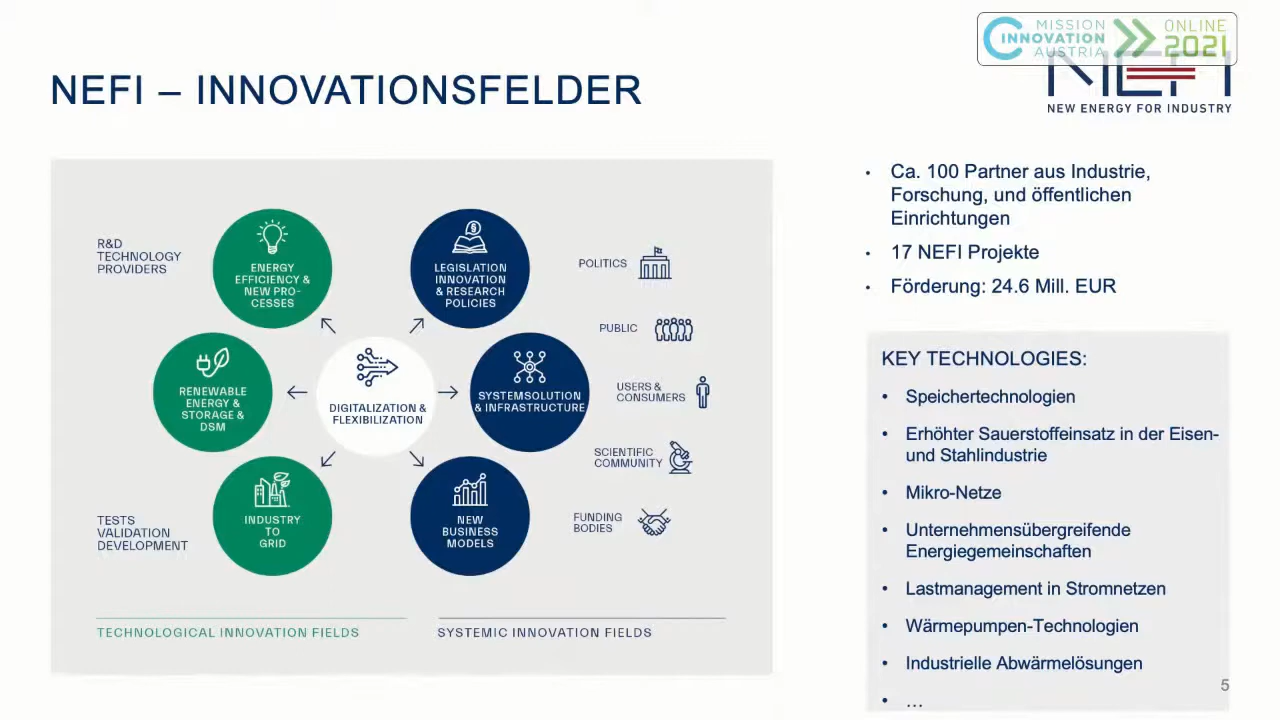 MISSION
INNOVATION
AUSTRIA
ONLINE
2021
NEFI – INNOVATIONSFELDER
NEFI
NEW ENERGY FOR INDUSTRY
R&D
TECHNOLOGY
PROVIDERS
ENERGY
EFFICIENCY &
NEW PRO-
CESSES
LEGISLATION
INNOVATION
& RESEARCH
POLICIES
POLITICS
PUBLIC
RENEWABLE
ENERGY &
STORAGE &
DSM
DIGITALIZATION &
FLEXIBILIZATION
SYSTEMSOLUTION
& INFRASTRUCTURE
USERS &
CONSUMERS
SCIENTIFIC
COMMUNITY
TESTS
VALIDATION
DEVELOPMENT
INDUSTRY
TO
GRID
NEW
BUSINESS
MODELS
FUNDING
BODIES
TECHNOLOGICAL INNOVATION FIELDS
SYSTEMIC INNOVATION FIELDS
• Ca. 100 Partner aus Industrie,
Forschung, und öffentlichen
Einrichtungen
• 17 NEFI Projekte
• Förderung: 24.6 Mill. EUR
KEY TECHNOLOGIES:
• Speichertechnologien
• Erhöhter Sauerstoffeinsatz in der Eisen-
und Stahlindustrie
• Mikro-Netze
• Unternehmensübergreifende
Energiegemeinschaften
• Lastmanagement in Stromnetzen
• Wärmepumpen-Technologien
• Industrielle Abwärmelösungen
• …
5